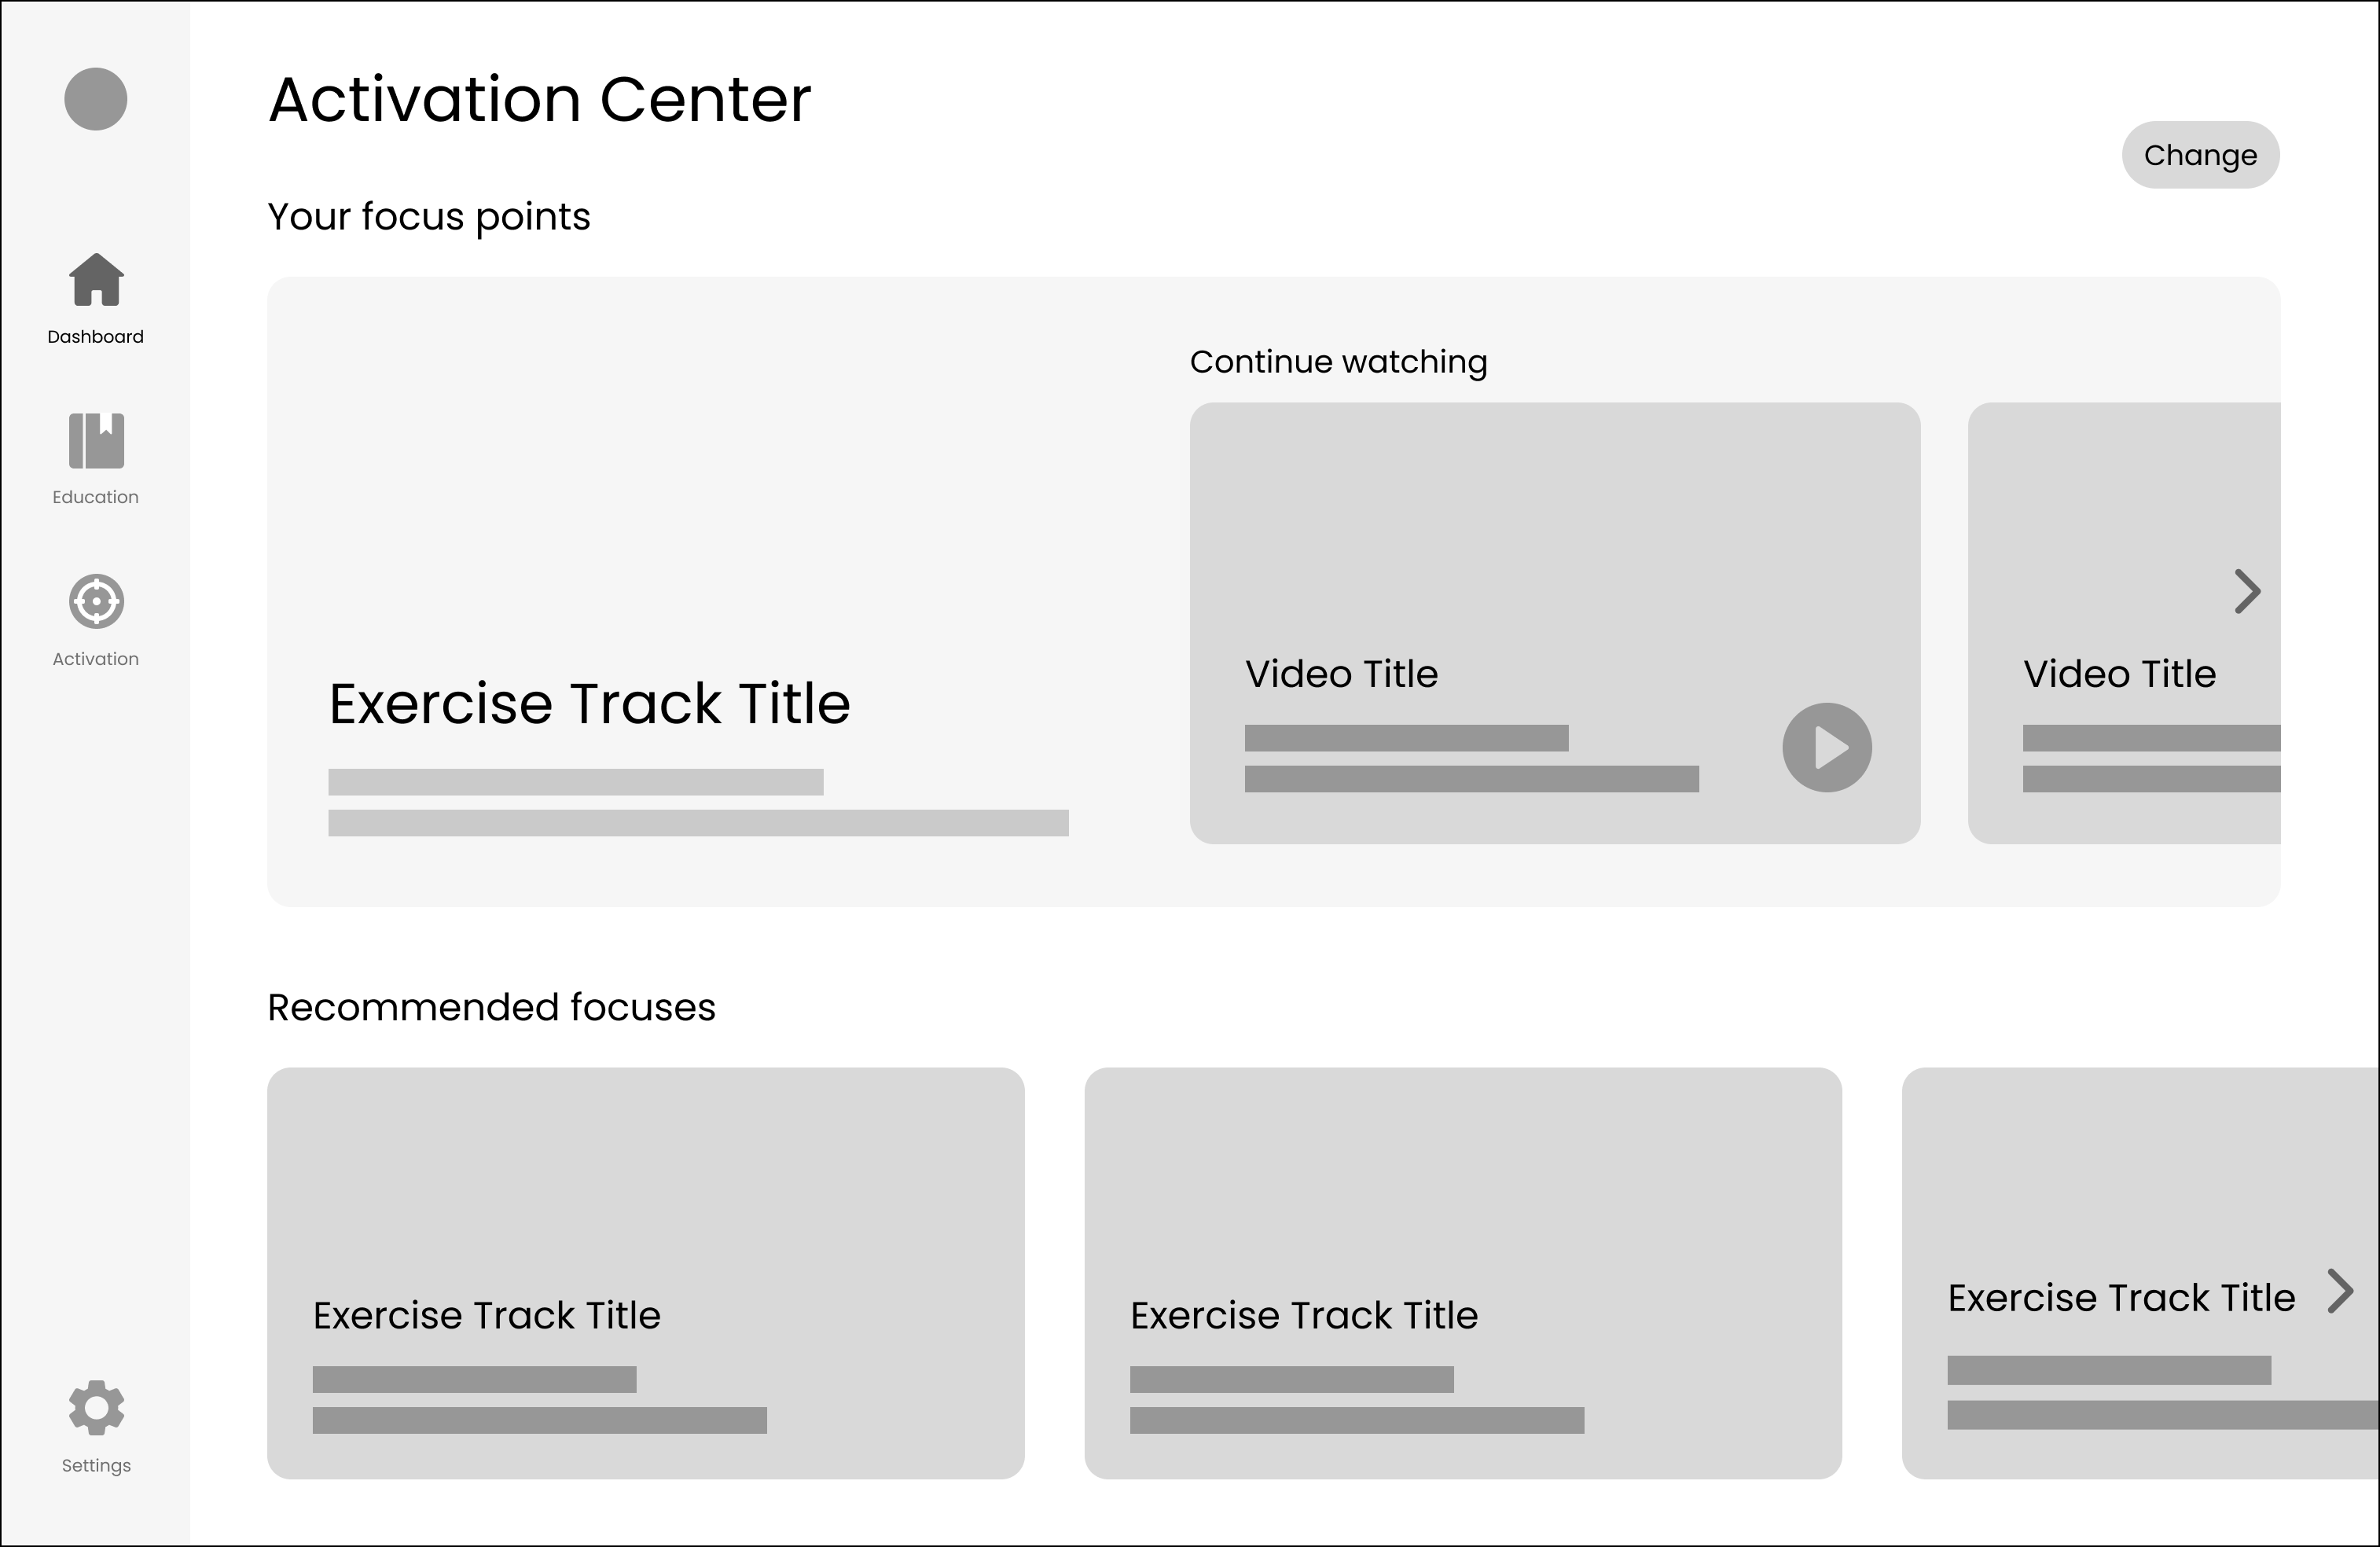 Activation Center
Change
Your focus points
Dashboard
Education
Activation
Settings
Continue watching
Exercise Track Title
Video Title
Video Title
Recommended focuses
Exercise Track Title
Exercise Track Title
Exercise Track Title